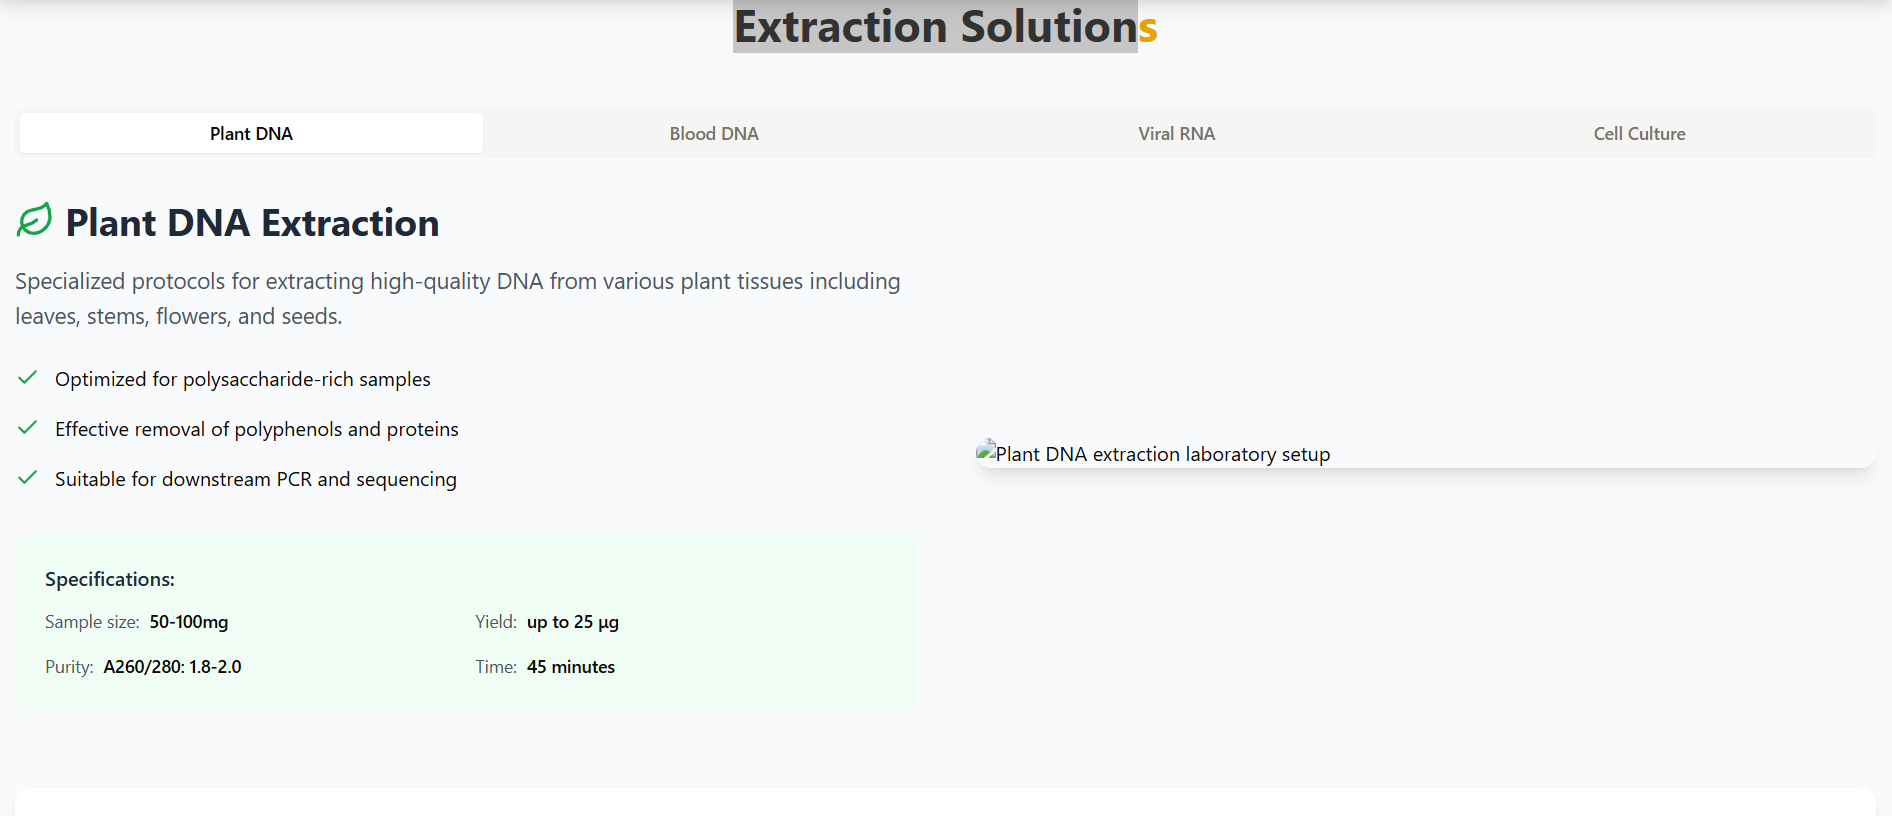 Extraction Solutions
Plant DNA
Blood DNA
Viral RNA
Cell Culture
Plant DNA Extraction
Specialized protocols for extracting high-quality DNA from various plant tissues including
leaves, stems, flowers, and seeds.
Optimized for polysaccharide-rich samples
Effective removal of polyphenols and proteins
Suitable for downstream PCR and sequencing
Plant DNA extraction laboratory setup
Specifications:
Sample size: 50-100mg
Yield: up to 25 µg
Purity: A260/280: 1.8-2.0
Time: 45 minutes